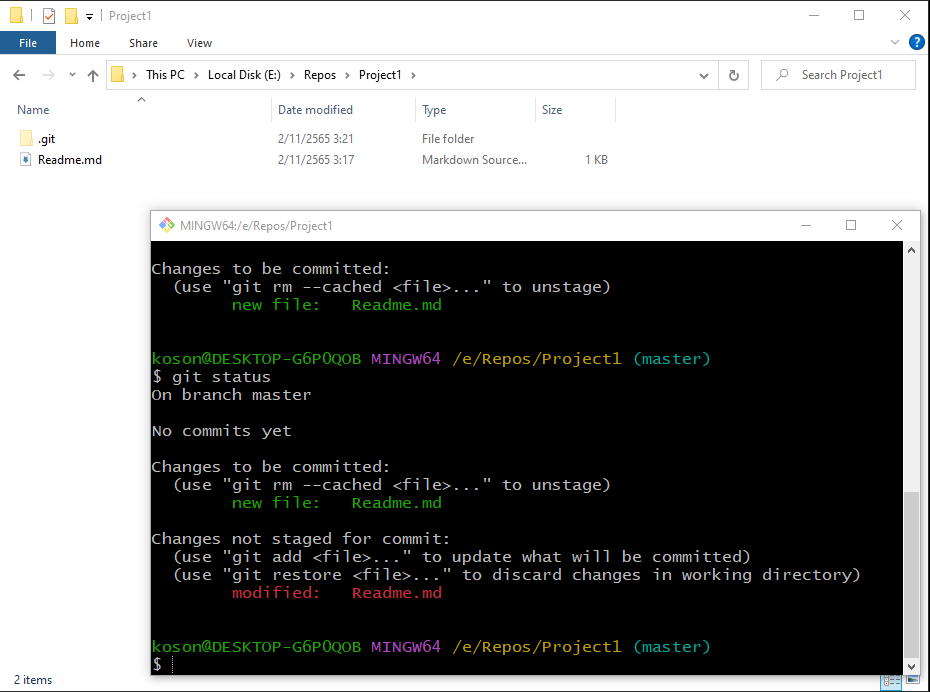 Project1
File Home Share View
This PC > Local Disk (E:) > Repos > Project1 >
Search Project1
Name Date modified Type Size
.git 2/11/2565 3:21 File folder
Readme.md 2/11/2565 3:17 Markdown Source... 1 KB
MINGW64:/e/Repos/Project1
Changes to be committed:
  (use "git rm --cached <file>..." to unstage)
        new file:   Readme.md
koson@DESKTOP-G6P0QOB MINGW64 /e/Repos/Project1 (master)
$ git status
On branch master
No commits yet
Changes to be committed:
  (use "git rm --cached <file>..." to unstage)
        new file:   Readme.md
Changes not staged for commit:
  (use "git add <file>..." to update what will be committed)
  (use "git restore <file>..." to discard changes in working directory)
        modified:   Readme.md
koson@DESKTOP-G6P0QOB MINGW64 /e/Repos/Project1 (master)
$
2 items